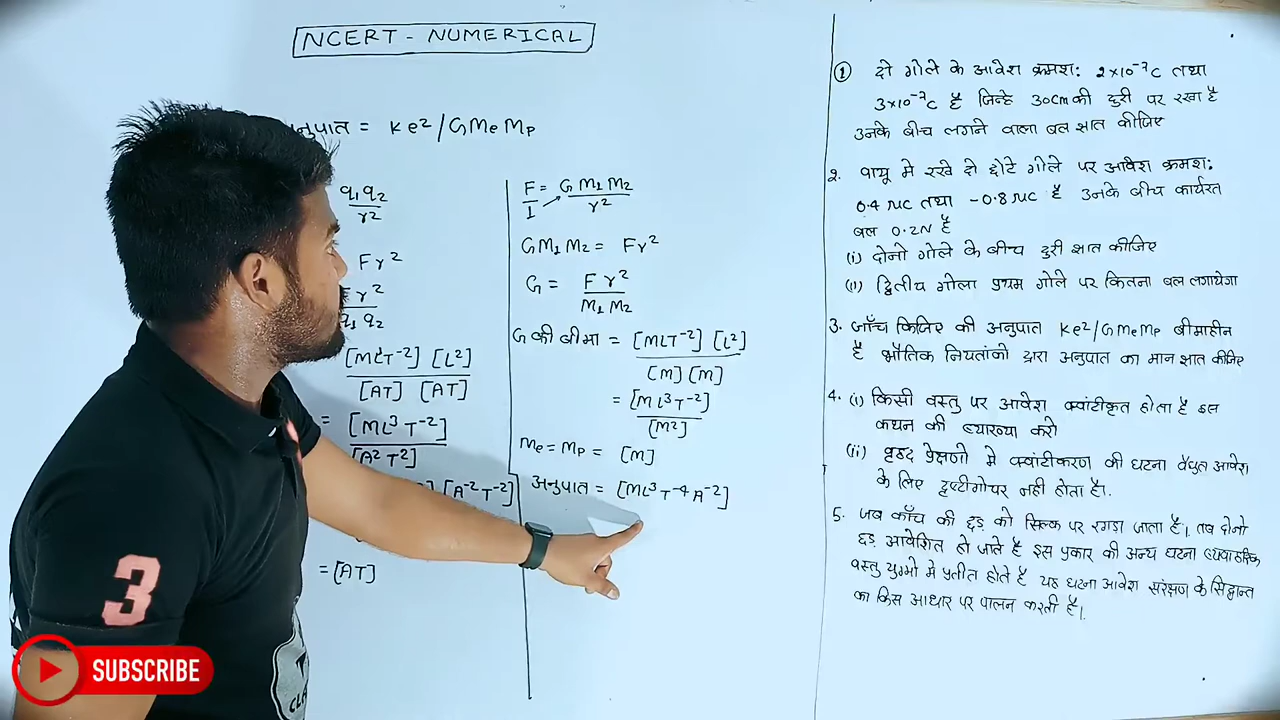 NCERT - NUMERICAL
अनुपात = Ke²/GMeMp
q₁q₂
r²
Fr²
r²
q₁ q₂
[MLT⁻²] [L²]
[AT] [AT]
= [ML³T⁻²]
[A²T²]
[A⁻²T⁻²]
= [AT]
F = G M₁ M₂
I r²
GM₁M₂ = Fr²
G = F r²
M₁ M₂
G की वीमा = [MLT⁻²] [L²]
[M] [M]
= [ML³T⁻²]
[M²]
Me = Mp = [M]
अनुपात = [ML³T⁻⁴A⁻²]
① दो गोले के आवेश क्रमश: 2×10⁻⁷C तथा
3×10⁻⁷C है जिन्हे 30cm की दुरी पर रखा है
उनके बीच लगने वाला बल ज्ञात कीजिए
2. वायू मे रखे दो छोटे गोले पर आवेश क्रमश:
0.4 μC तथा -0.8 μC है उनके बीच कार्यरत
बल 0.2N है
(i) दोनो गोले के बीच दुरी ज्ञात कीजिए
(ii) द्वितीय गोला प्रथम गोले पर कितना बल लगायेगा
3. जाँच किजिए की अनुपात Ke²/GMeMp वीमाहीन
है भौतिक नियतांको द्वारा अनुपात का मान ज्ञात कीजिए
4. (i) किसी वस्तु पर आवेश क्वांटीकृत होता है इस
कथन की व्याख्या करो
(ii) वृहद प्रेक्षणो मे क्वांटीकरण की घटना वैधुत आवेश
के लिए दृष्टीगोचर नही होता है।
5. जब काँच की छड़ को सिल्क पर रगडा जाता है। तब दोनो
छड़ आवेशित हो जाते है इस प्रकार की अन्य घटना
वस्तु युग्मो मे प्रतीत होते है यह घटना आवेश संरक्षण के सिद्वान्त
का किस आधार पर पालन करती है।
3
SUBSCRIBE